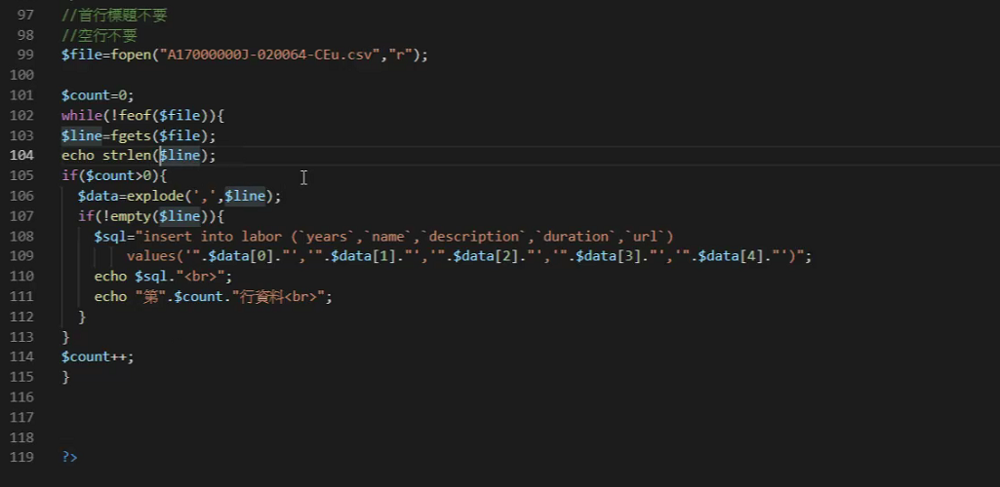 97 //首行標題不要
98 //空行不要
99 $file=fopen("A17000000J-020064-CEu.csv","r");
100
101 $count=0;
102 while(!feof($file)){
103 $line=fgets($file);
104 echo strlen($line);
105 if($count>0){
106 $data=explode(',',$line);
107 if(!empty($line)){
108 $sql="insert into labor (`years`,`name`,`description`,`duration`,`url`)
109 values('".$data[0]."','".$data[1]."','".$data[2]."','".$data[3]."','".$data[4]."')";
110 echo $sql."<br>";
111 echo "第".$count."行資料<br>";
112 }
113 }
114 $count++;
115 }
116
117
118
119 ?>